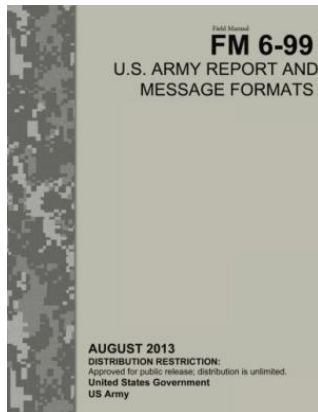 Field Manual
FM 6-99
U.S. ARMY REPORT AND
MESSAGE FORMATS
AUGUST 2013
DISTRIBUTION RESTRICTION:
Approved for public release; distribution is unlimited.
United States Government
US Army